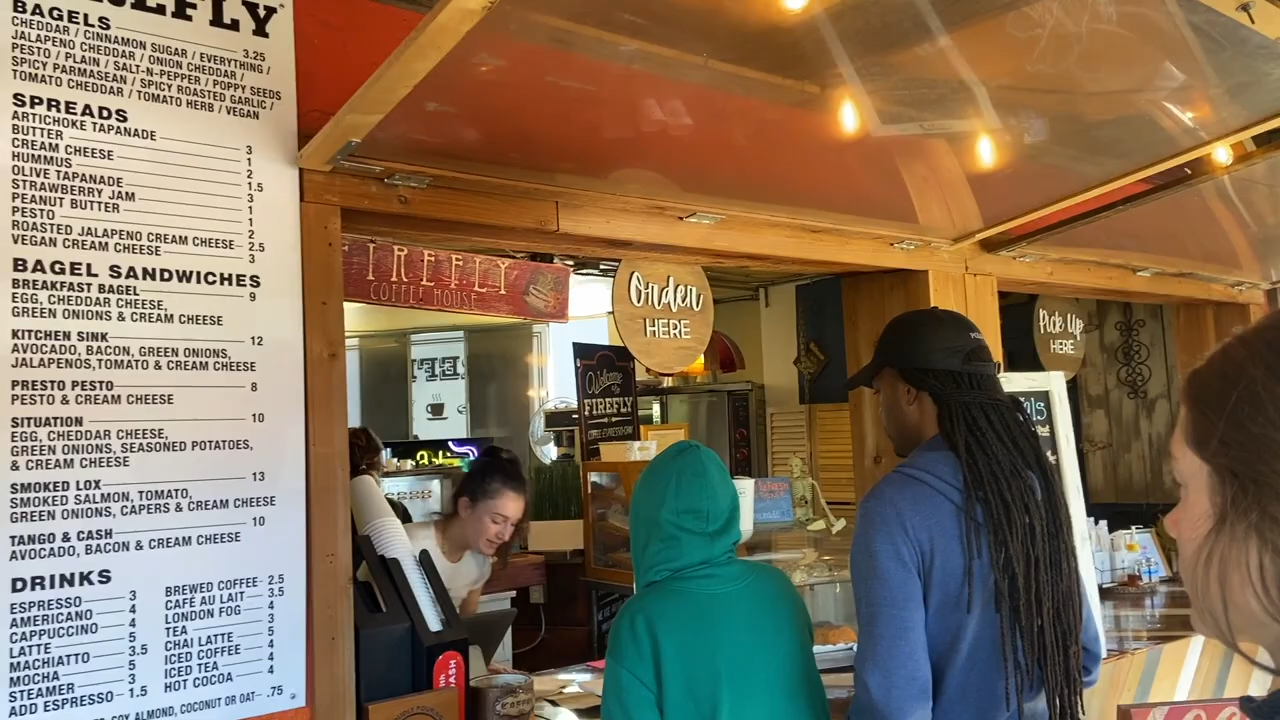 BAGELS
CHEDDAR / CINNAMON SUGAR / EVERYTHING / 3.25
JALAPENO CHEDDAR / ONION CHEDDAR /
PESTO / PLAIN / SALT-N-PEPPER / POPPY SEEDS
SPICY PARMASEAN / SPICY ROASTED GARLIC /
TOMATO CHEDDAR / TOMATO HERB / VEGAN
SPREADS
ARTICHOKE TAPANADE 3
BUTTER 1
CREAM CHEESE 2
HUMMUS 1.5
OLIVE TAPANADE 3
STRAWBERRY JAM 1
PEANUT BUTTER 1
PESTO 2
ROASTED JALAPENO CREAM CHEESE 2.5
VEGAN CREAM CHEESE 3
BAGEL SANDWICHES
BREAKFAST BAGEL 9
EGG, CHEDDAR CHEESE,
GREEN ONIONS & CREAM CHEESE
KITCHEN SINK 12
AVOCADO, BACON, GREEN ONIONS,
JALAPENOS,TOMATO & CREAM CHEESE
PRESTO PESTO 8
PESTO & CREAM CHEESE
SITUATION 10
EGG, CHEDDAR CHEESE,
GREEN ONIONS, SEASONED POTATOES,
& CREAM CHEESE
SMOKED LOX 13
SMOKED SALMON, TOMATO,
GREEN ONIONS, CAPERS & CREAM CHEESE
TANGO & CASH 10
AVOCADO, BACON & CREAM CHEESE
DRINKS
ESPRESSO 3
AMERICANO 4
CAPPUCCINO 4
LATTE 5
MACHIATTO 3.5
MOCHA 5
STEAMER 3
ADD ESPRESSO 1.5
BREWED COFFEE 2.5
CAFÉ AU LAIT 3.5
LONDON FOG 4
TEA 3
CHAI LATTE 5
ICED COFFEE 4
ICED TEA 4
HOT COCOA 4
SOY, ALMOND, COCONUT OR OAT .75
FIREFLY
COFFEE HOUSE
Order
HERE
Pick Up
HERE
Welcome
to
FIREFLY